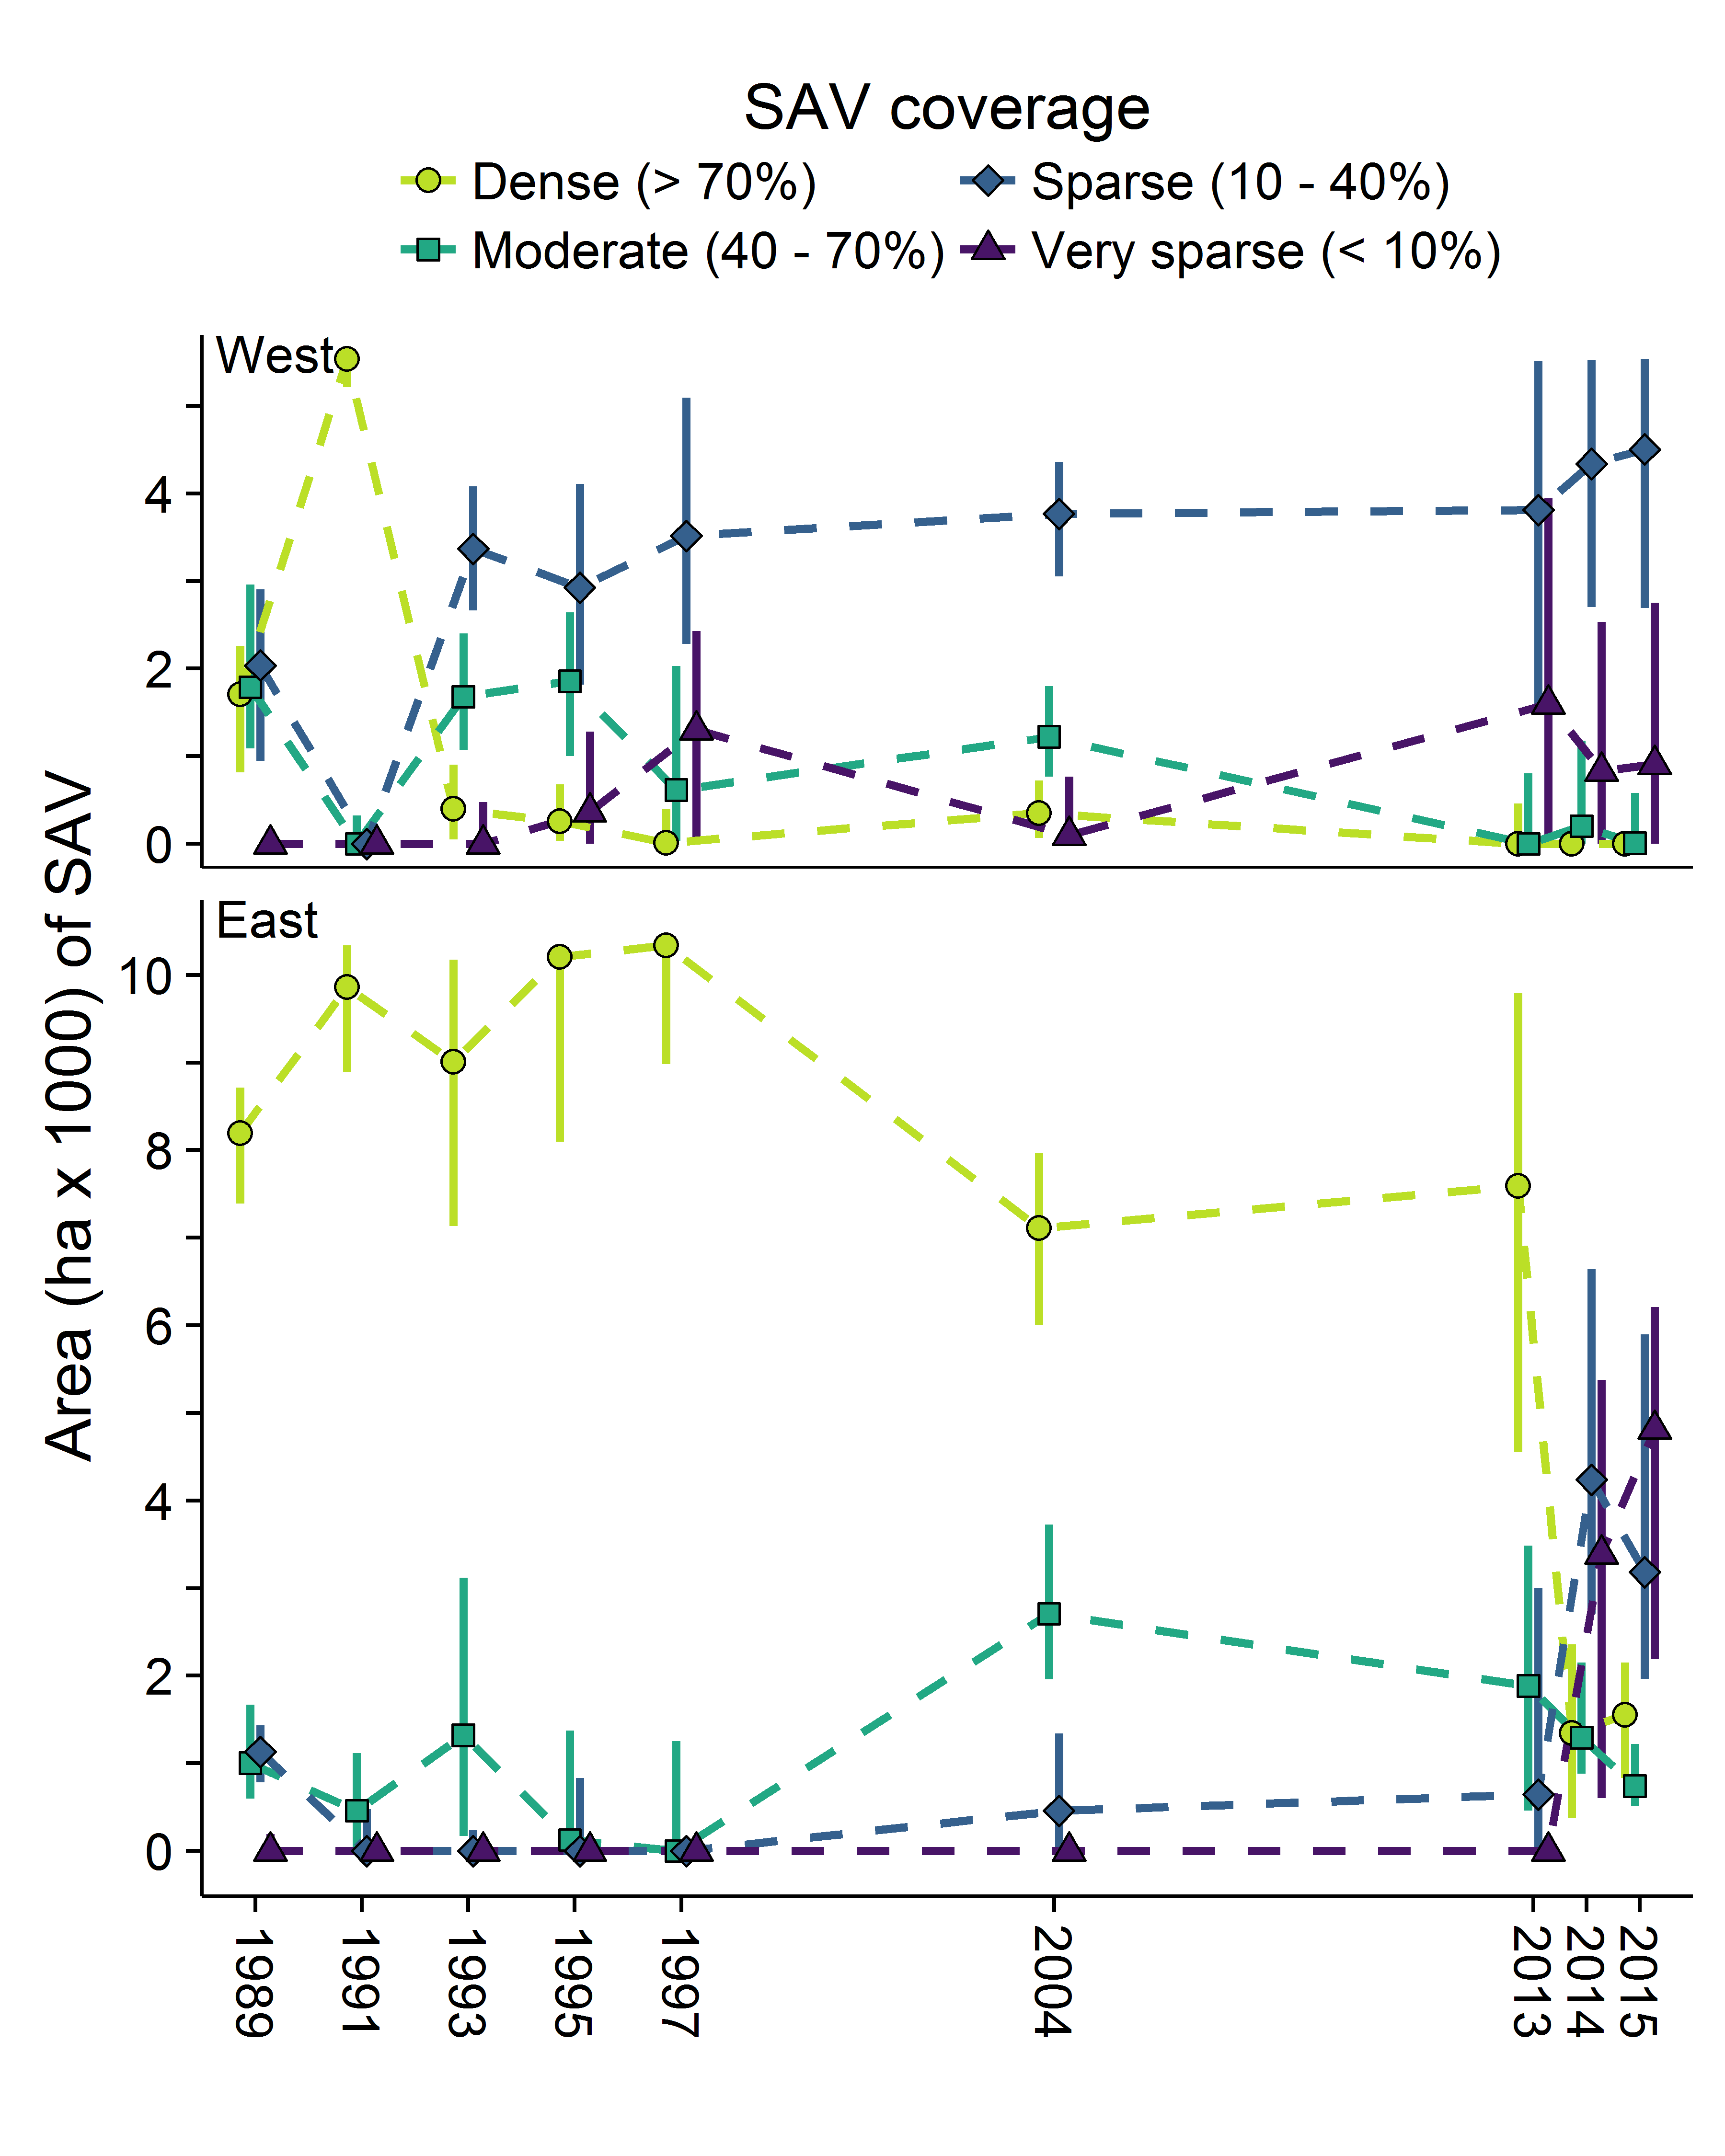 SAV coverage
Dense (> 70%)
Sparse (10 - 40%)
Moderate (40 - 70%)
Very sparse (< 10%)
Area (ha x 1000) of SAV
West
4
2
0
East
10
8
6
4
2
0
1989
1991
1993
1995
1997
2004
2013
2014
2015